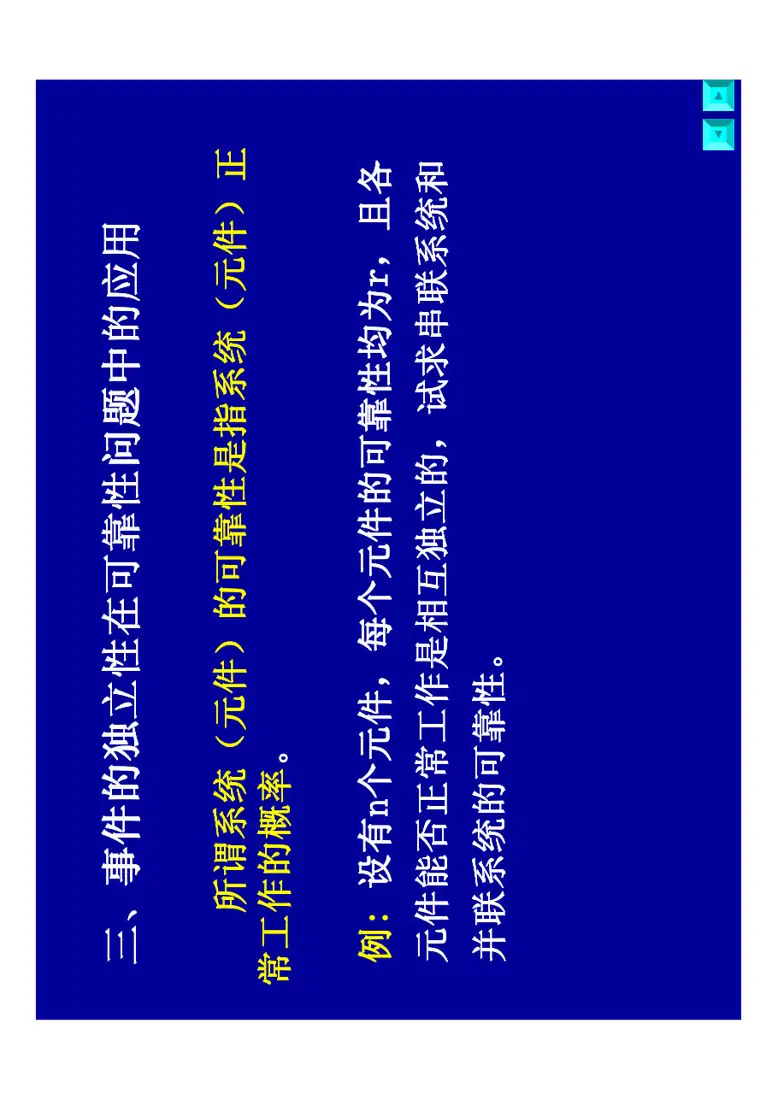 三、事件的独立性在可靠性问题中的应用
所谓系统（元件）的可靠性是指系统（元件）正
常工作的概率。
例：设有n个元件，每个元件的可靠性均为r，且各
元件能否正常工作是相互独立的，试求串联系统和
并联系统的可靠性。